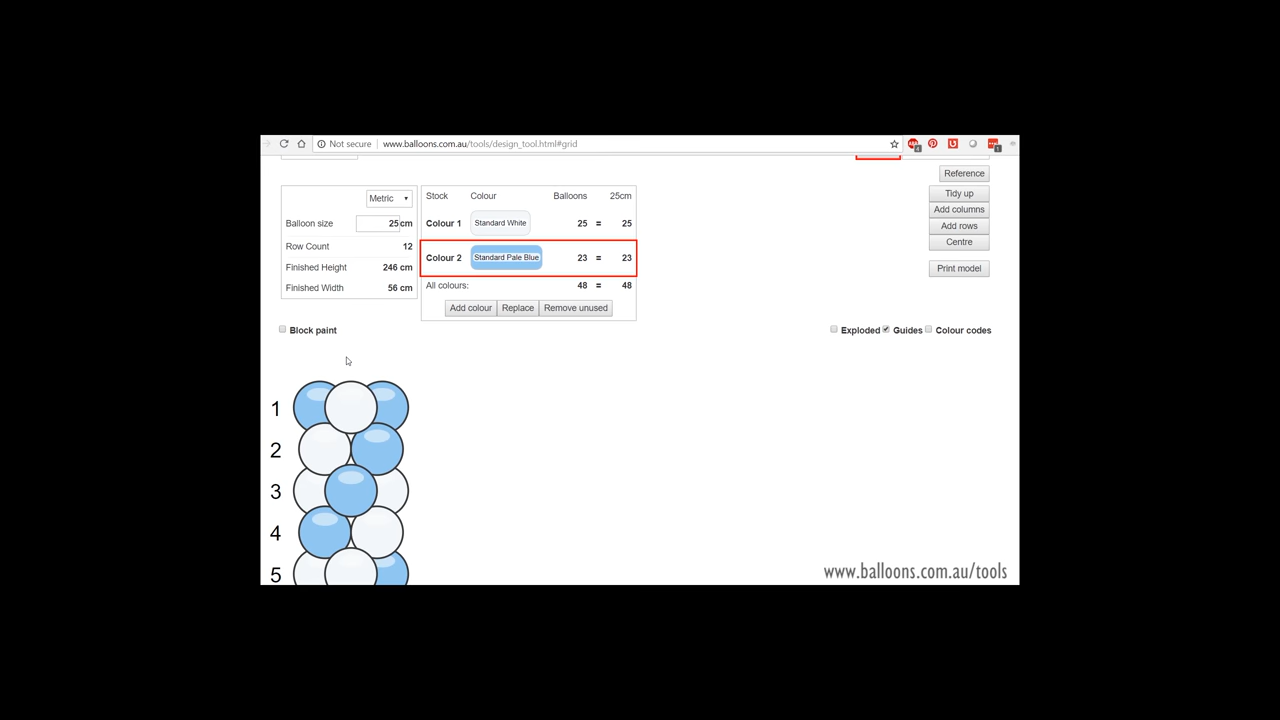 Not secure | www.balloons.com.au/tools/design_tool.html#grid
Reference
Metric
Balloon size 25 cm
Row Count 12
Finished Height 246 cm
Finished Width 56 cm
Stock Colour Balloons 25cm
Colour 1 Standard White 25 = 25
Colour 2 Standard Pale Blue 23 = 23
All colours: 48 = 48
Add colour Replace Remove unused
Tidy up
Add columns
Add rows
Centre
Print model
Block paint
Exploded Guides Colour codes
1
2
3
4
5
www.balloons.com.au/tools